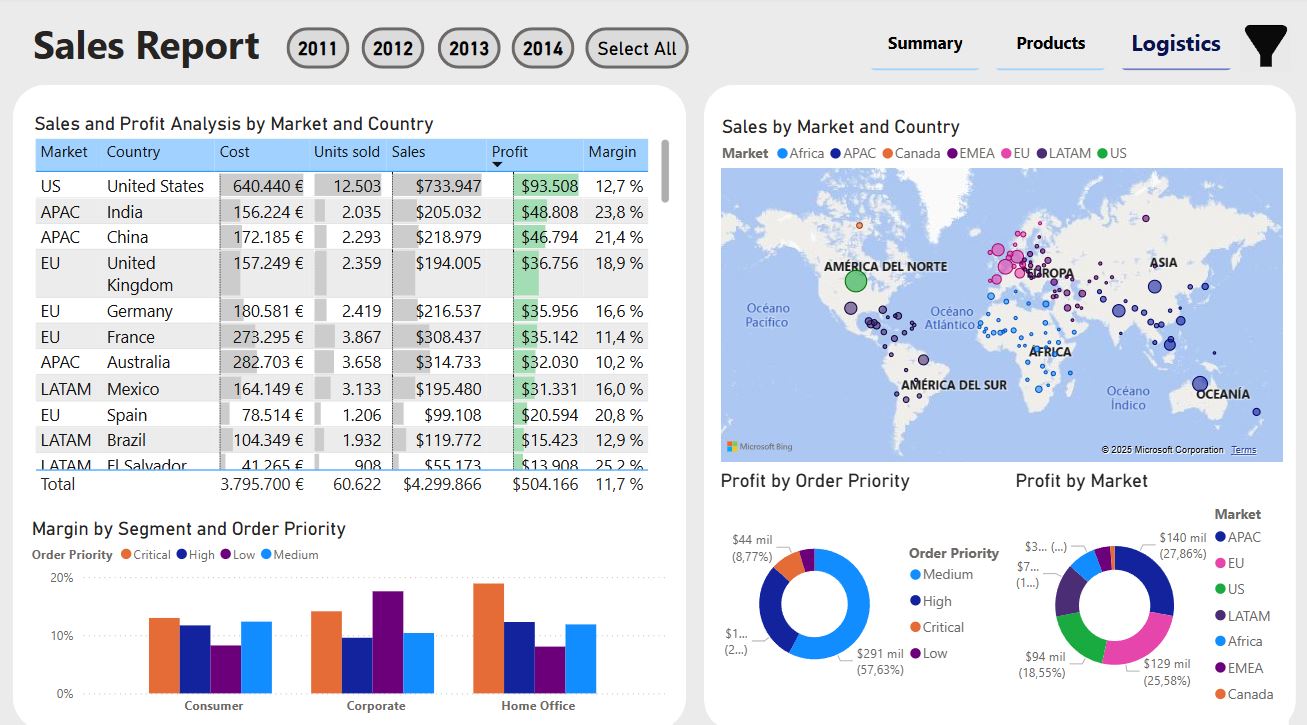 Sales Report 2011 2012 2013 2014 Select All Summary Products Logistics
Sales and Profit Analysis by Market and Country
Market Country Cost Units sold Sales Profit Margin
US United States 640.440 € 12.503 $733.947 $93.508 12,7 %
APAC India 156.224 € 2.035 $205.032 $48.808 23,8 %
APAC China 172.185 € 2.293 $218.979 $46.794 21,4 %
EU United 157.249 € 2.359 $194.005 $36.756 18,9 %
Kingdom
EU Germany 180.581 € 2.419 $216.537 $35.956 16,6 %
EU France 273.295 € 3.867 $308.437 $35.142 11,4 %
APAC Australia 282.703 € 3.658 $314.733 $32.030 10,2 %
LATAM Mexico 164.149 € 3.133 $195.480 $31.331 16,0 %
EU Spain 78.514 € 1.206 $99.108 $20.594 20,8 %
LATAM Brazil 104.349 € 1.932 $119.772 $15.423 12,9 %
LATAM El Salvador 41.265 € 908 $55.173 $13.908 25,2 %
Total 3.795.700 € 60.622 $4.299.866 $504.166 11,7 %
Margin by Segment and Order Priority
Order Priority Critical High Low Medium
20%
10%
0%
Consumer Corporate Home Office
Sales by Market and Country
Market Africa APAC Canada EMEA EU LATAM US
AMÉRICA DEL NORTE
EUROPA
ASIA
Océano
Pacífico
Océano
Atlántico
ÁFRICA
AMÉRICA DEL SUR
Océano
Índico
OCEANÍA
Microsoft Bing
© 2025 Microsoft Corporation Terms
Profit by Order Priority
$44 mil
(8,77%)
$1...
(2...)
$291 mil
(57,63%)
Order Priority
Medium
High
Critical
Low
Profit by Market
$3... (...)
$7...
(1...)
$94 mil
(18,55%)
$140 mil
(27,86%)
$129 mil
(25,58%)
Market
APAC
EU
US
LATAM
Africa
EMEA
Canada